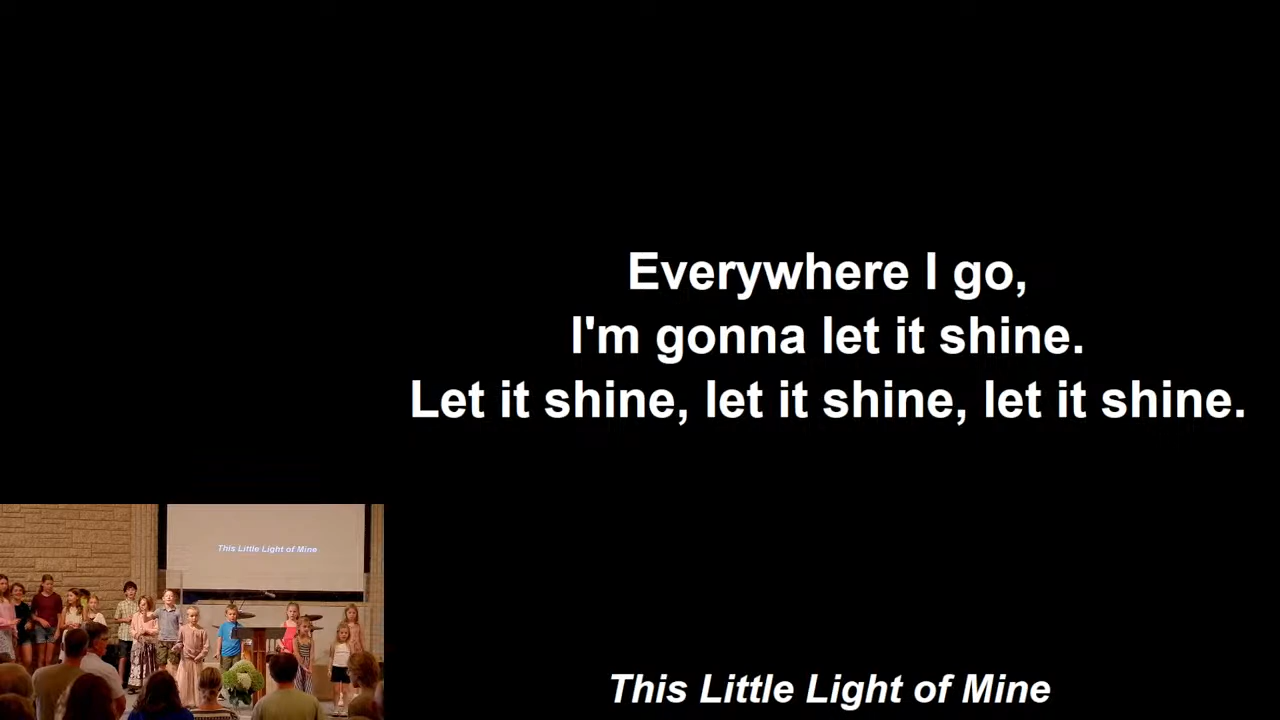 Everywhere I go,
I'm gonna let it shine.
Let it shine, let it shine, let it shine.
This Little Light of Mine
This Little Light of Mine